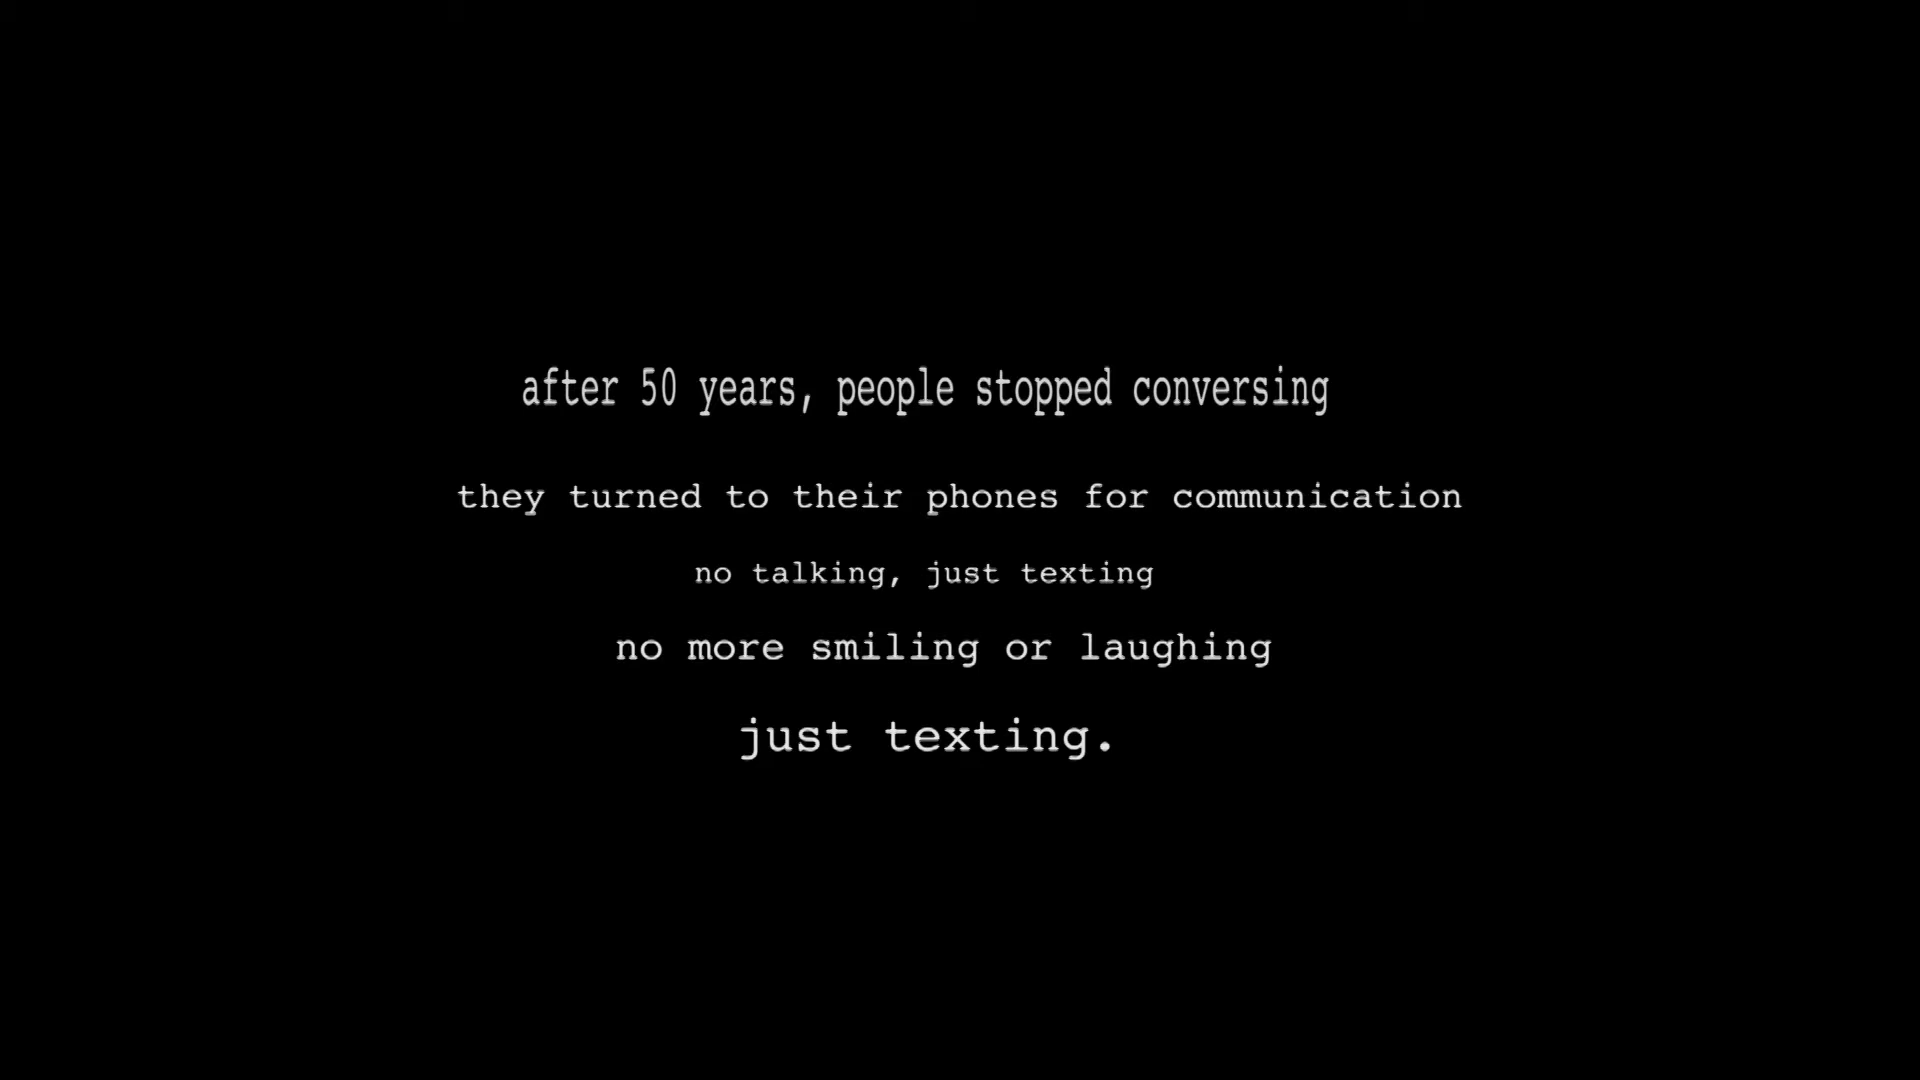 after 50 years, people stopped conversing
they turned to their phones for communication
no talking, just texting
no more smiling or laughing
just texting.